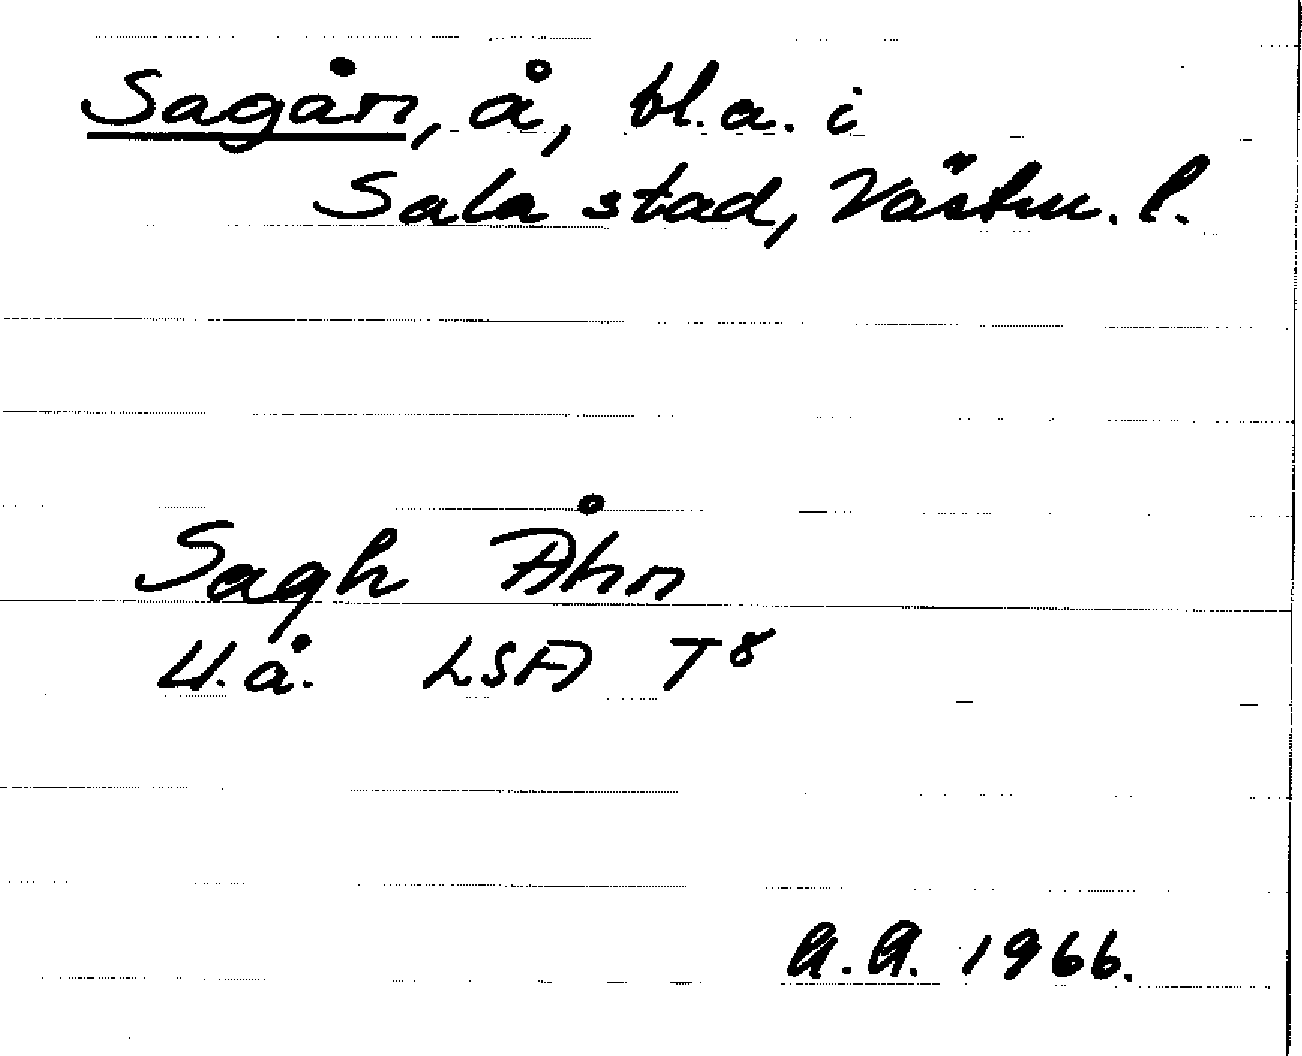 Sagån, å, bl.a. i
Sala stad, Västm. l.
Sagh Åhn
U.å. LSA T8
A.A. 1966.